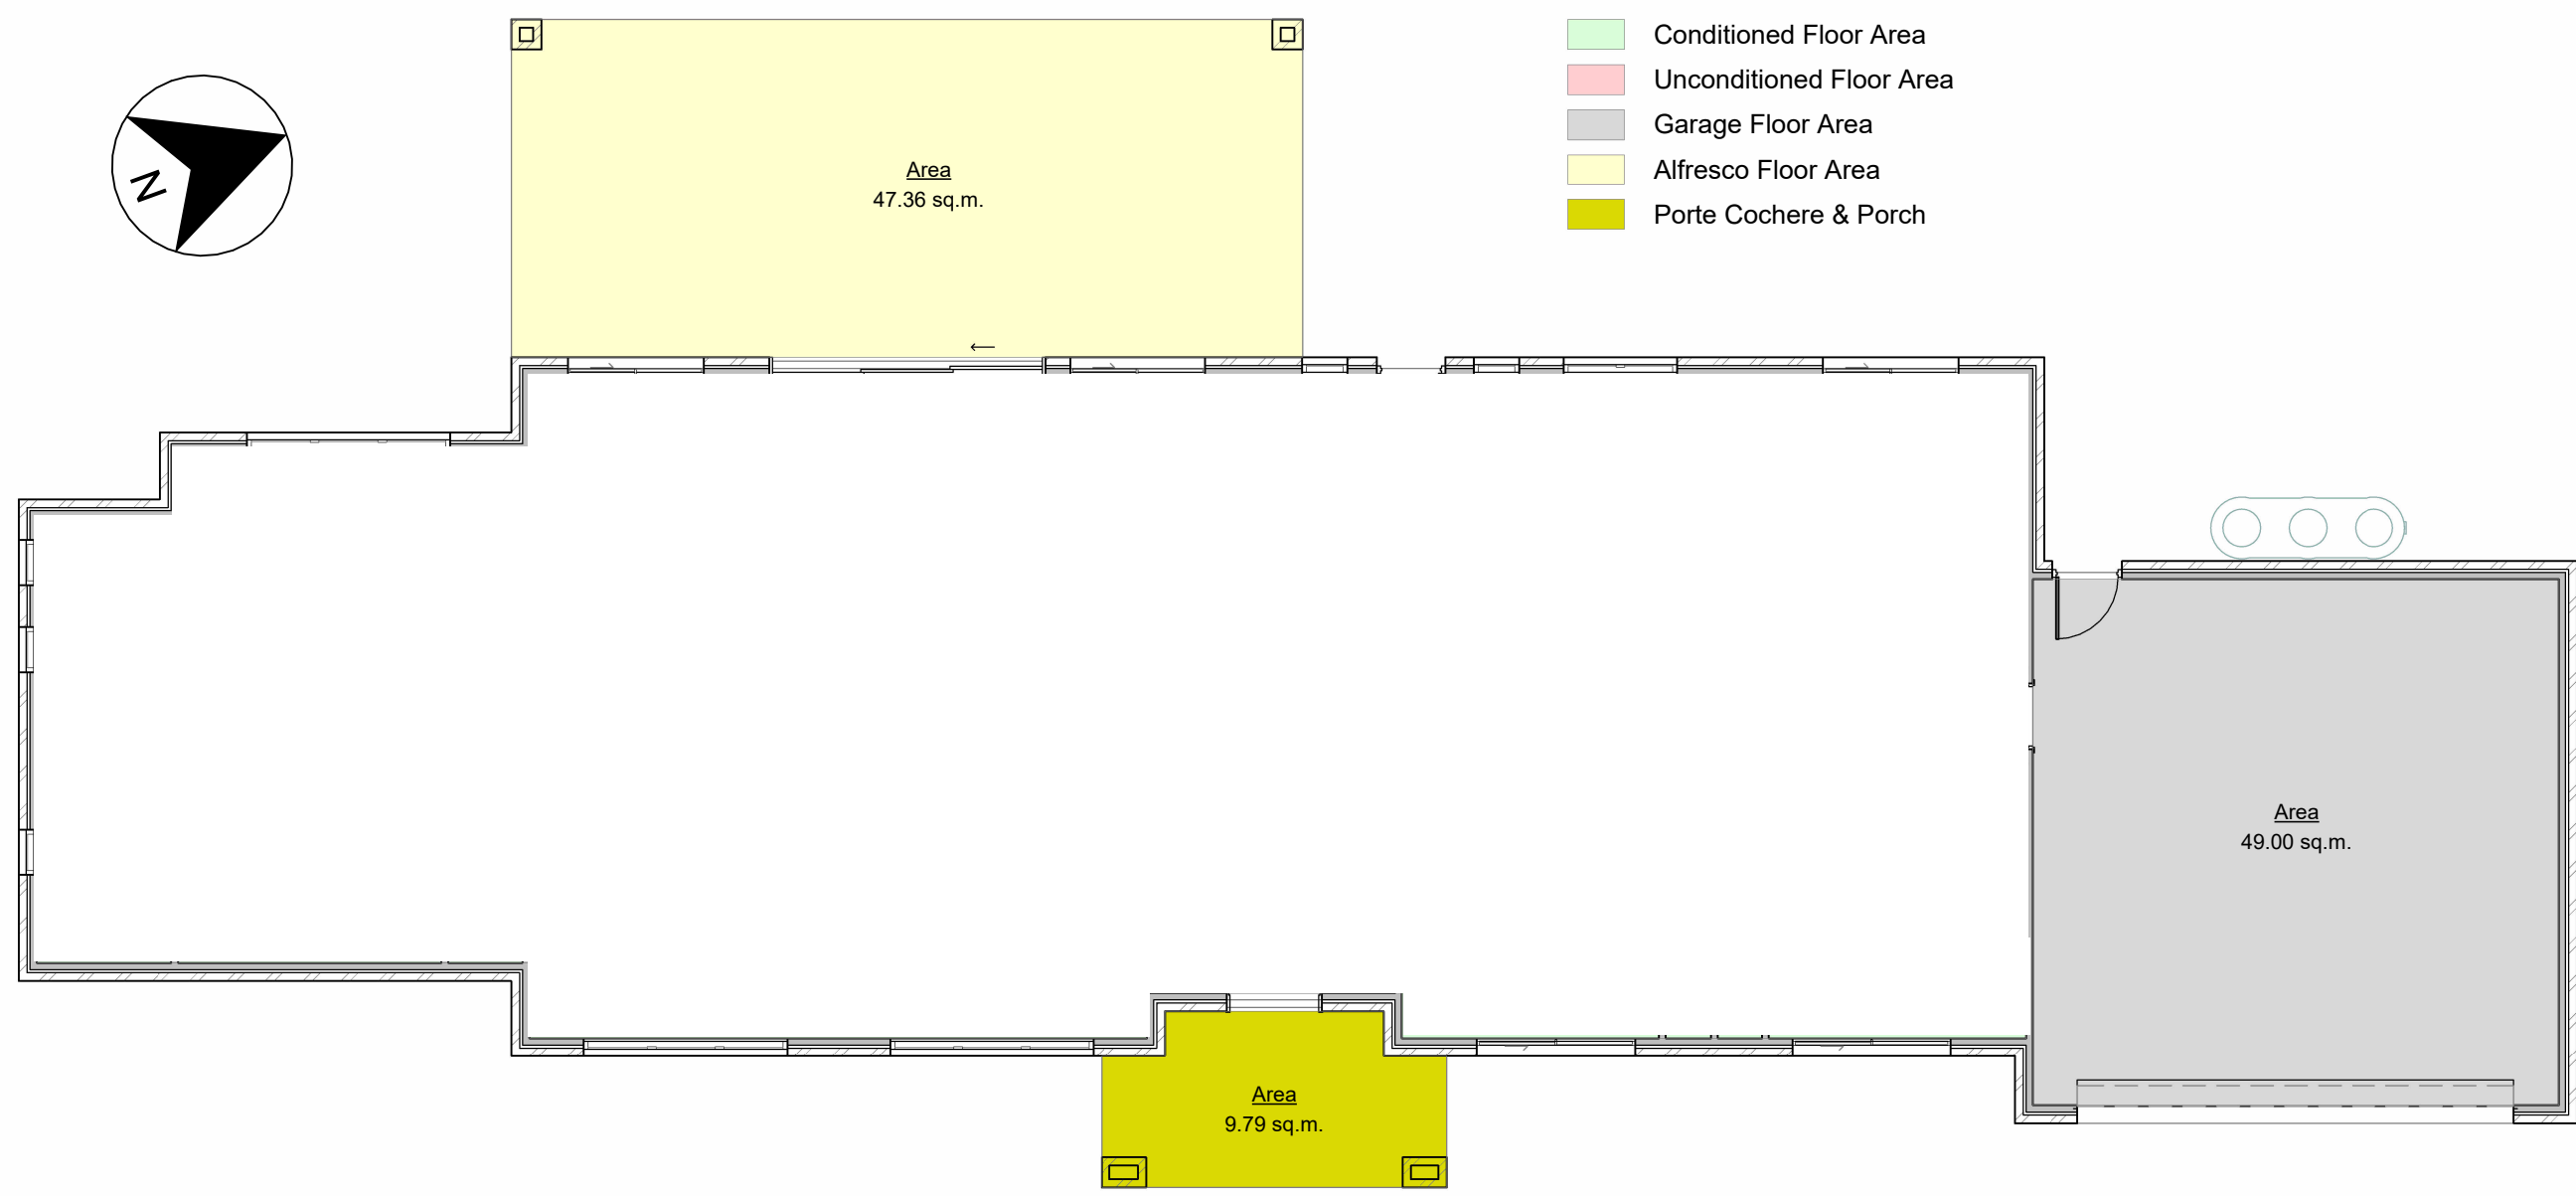 Conditioned Floor Area
Unconditioned Floor Area
Garage Floor Area
Alfresco Floor Area
Porte Cochere & Porch
N
Area
47.36 sq.m.
Area
49.00 sq.m.
Area
9.79 sq.m.